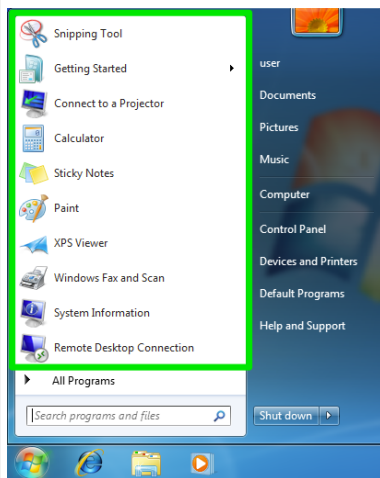 Snipping Tool
Getting Started
Connect to a Projector
Calculator
Sticky Notes
Paint
XPS Viewer
Windows Fax and Scan
System Information
Remote Desktop Connection
All Programs
Search programs and files
user
Documents
Pictures
Music
Computer
Control Panel
Devices and Printers
Default Programs
Help and Support
Shut down